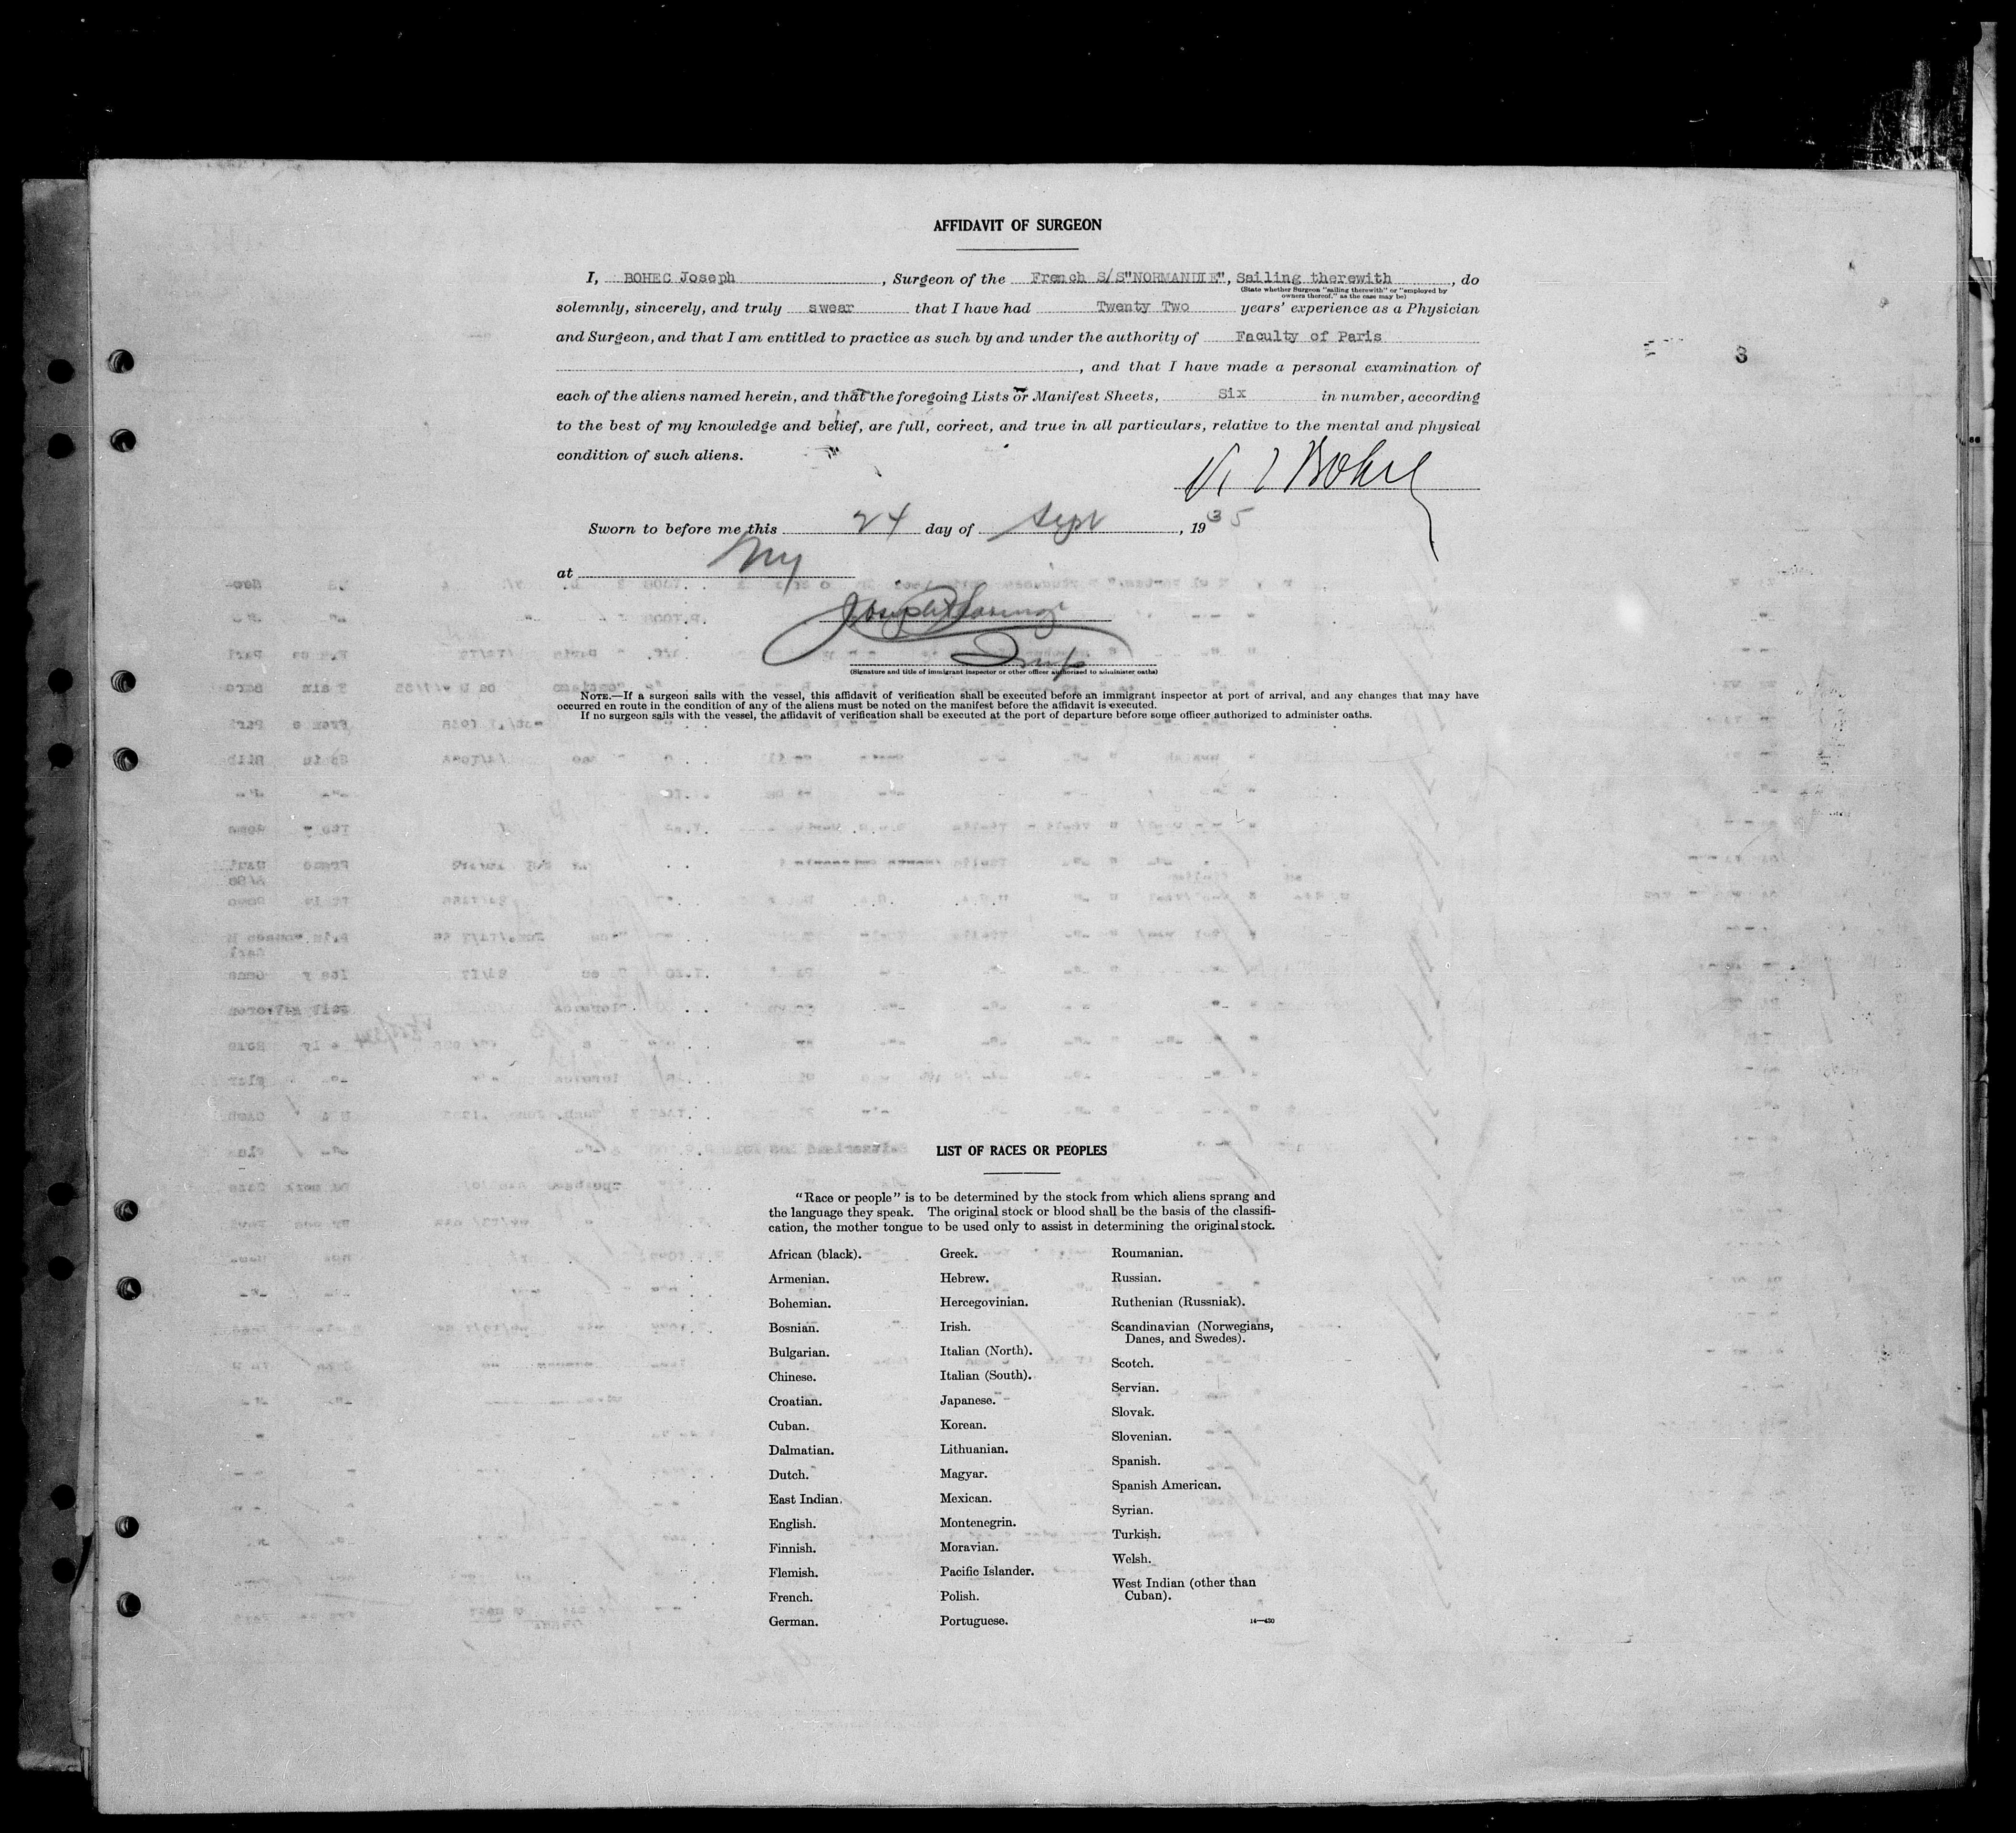 AFFIDAVIT OF SURGEON
I, BOHEC Joseph, Surgeon of the French S/S"NORMANDIE", Sailing therewith, do
(State whether Surgeon "sailing therewith" or "employed by
owners thereof," as the case may be)
solemnly, sincerely, and truly swear that I have had Twenty Two years' experience as a Physician
and Surgeon, and that I am entitled to practice as such by and under the authority of Faculty of Paris
, and that I have made a personal examination of
8
each of the aliens named herein, and that the foregoing Lists or Manifest Sheets, Six in number, according
to the best of my knowledge and belief, are full, correct, and true in all particulars, relative to the mental and physical
condition of such aliens.
Bohec
Sworn to before me this 24 day of Sept, 1935
at NY
Joseph
Insp
(Signature and title of immigrant inspector or other officer authorized to administer oaths)
NOTE.—If a surgeon sails with the vessel, this affidavit of verification shall be executed before an immigrant inspector at port of arrival, and any changes that may have
occurred en route in the condition of any of the aliens must be noted on the manifest before the affidavit is executed.
If no surgeon sails with the vessel, the affidavit of verification shall be executed at the port of departure before some officer authorized to administer oaths.
LIST OF RACES OR PEOPLES
"Race or people" is to be determined by the stock from which aliens sprang and
the language they speak. The original stock or blood shall be the basis of the classifi-
cation, the mother tongue to be used only to assist in determining the original stock.
African (black).
Armenian.
Bohemian.
Bosnian.
Bulgarian.
Chinese.
Croatian.
Cuban.
Dalmatian.
Dutch.
East Indian.
English.
Finnish.
Flemish.
French.
German.
Greek.
Hebrew.
Hercegovinian.
Irish.
Italian (North).
Italian (South).
Japanese.
Korean.
Lithuanian.
Magyar.
Mexican.
Montenegrin.
Moravian.
Pacific Islander.
Polish.
Portuguese.
Roumanian.
Russian.
Ruthenian (Russniak).
Scandinavian (Norwegians,
Danes, and Swedes).
Scotch.
Servian.
Slovak.
Slovenian.
Spanish.
Spanish American.
Syrian.
Turkish.
Welsh.
West Indian (other than
Cuban).
14—430